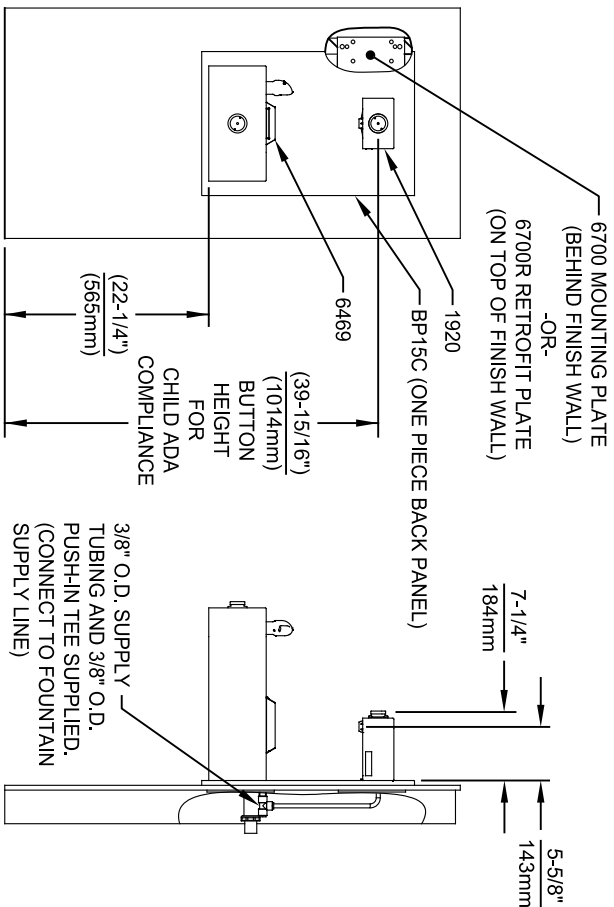 6700 MOUNTING PLATE
(BEHIND FINISH WALL)
-OR-
6700R RETROFIT PLATE
(ON TOP OF FINISH WALL)
1920
BP15C (ONE PIECE BACK PANEL)
6469
(22-1/4")
(565mm)
(39-15/16")
(1014mm)
BUTTON
HEIGHT
FOR
CHILD ADA
COMPLIANCE
7-1/4"
184mm
5-5/8"
143mm
3/8" O.D. SUPPLY
TUBING AND 3/8" O.D.
PUSH-IN TEE SUPPLIED.
(CONNECT TO FOUNTAIN
SUPPLY LINE)